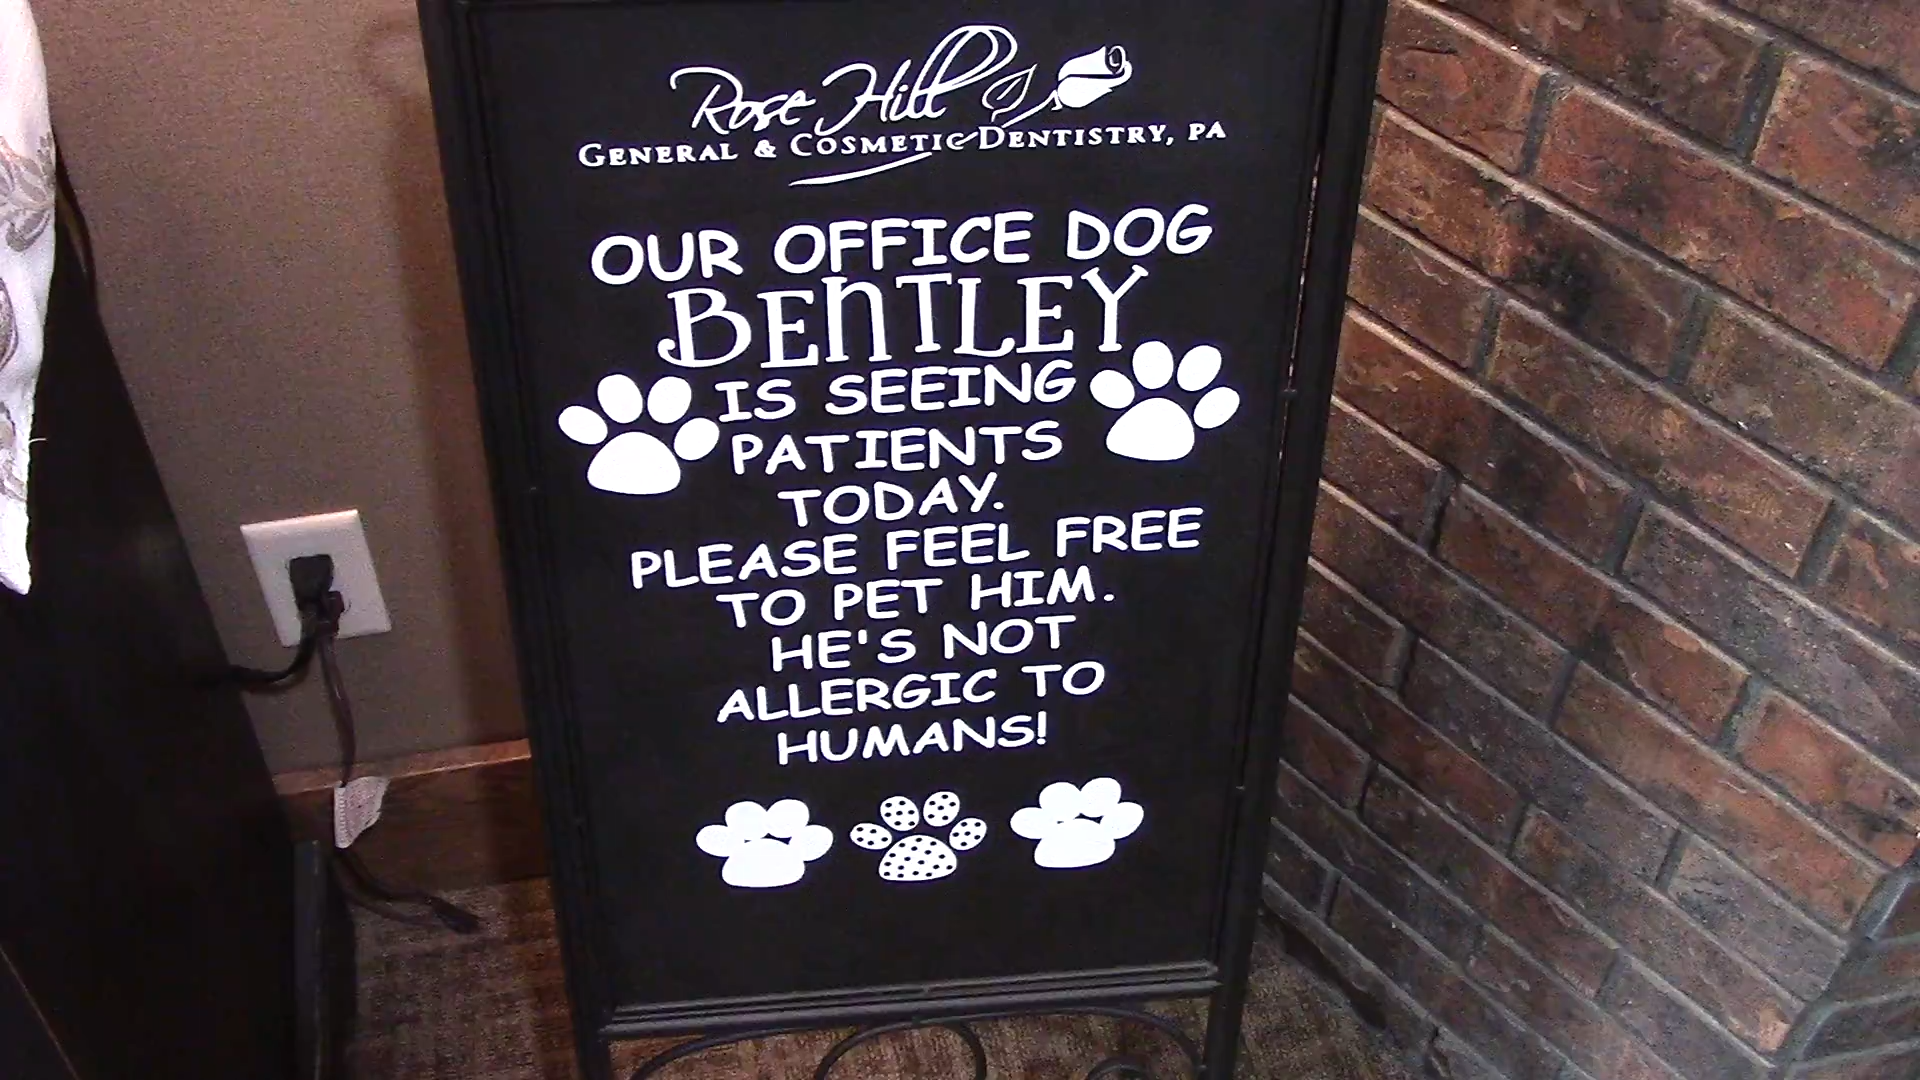 Rose Hill
GENERAL & COSMETIC DENTISTRY, PA
OUR OFFICE DOG
BENTLEY
IS SEEING
PATIENTS
TODAY.
PLEASE FEEL FREE
TO PET HIM.
HE'S NOT
ALLERGIC TO
HUMANS!